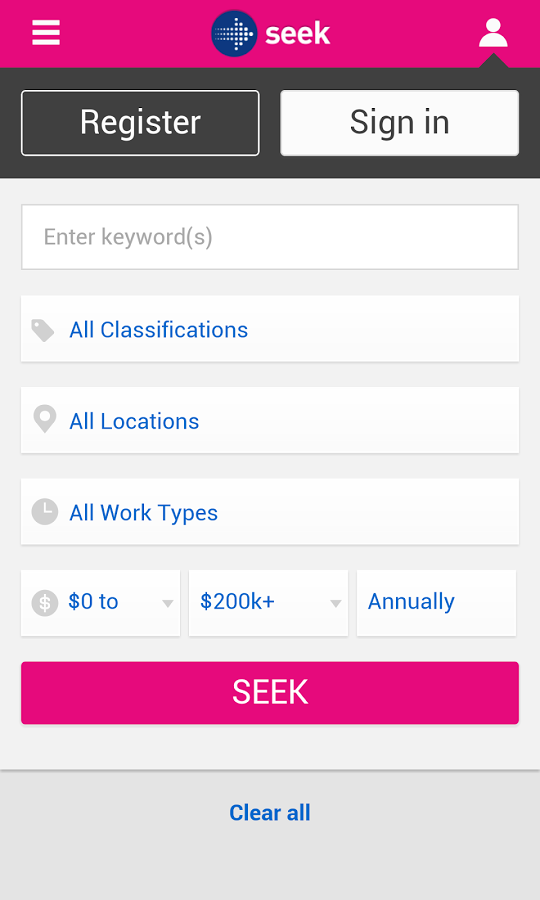 seek
Register
Sign in
Enter keyword(s)
All Classifications
All Locations
All Work Types
$ $0 to
$200k+
Annually
SEEK
Clear all